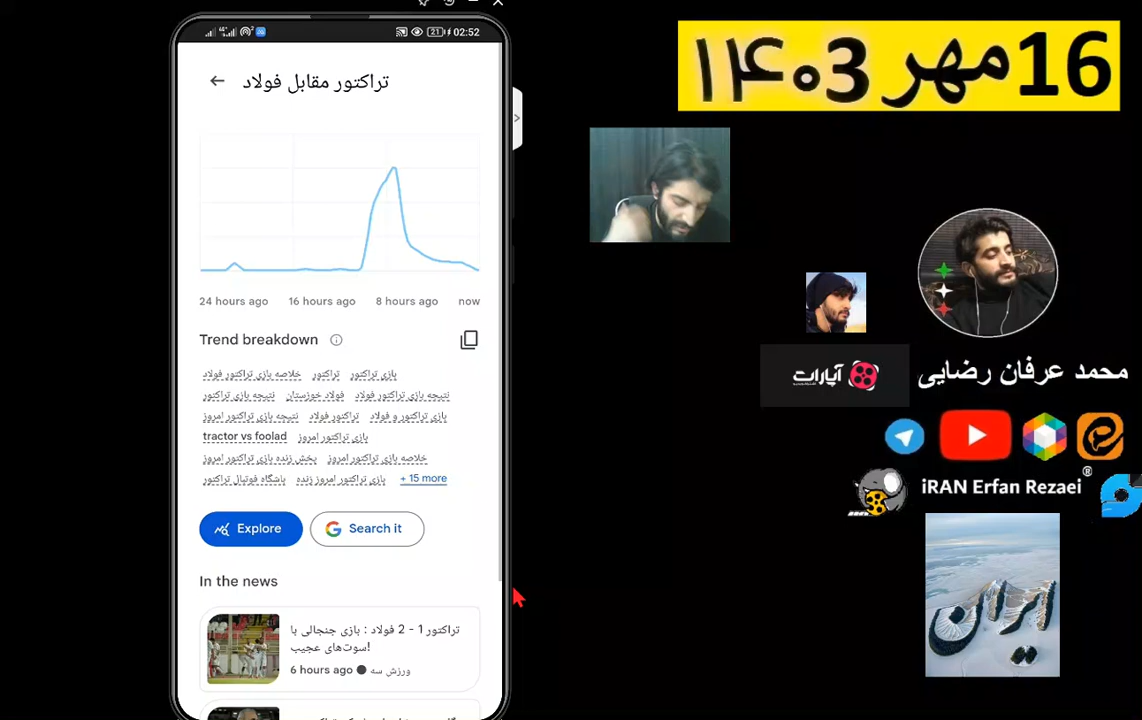 02:52
21
تراکتور مقابل فولاد
24 hours ago
16 hours ago
8 hours ago
now
Trend breakdown
بازی تراکتور
تراکتور
خلاصه بازی تراکتور فولاد
نتیجه بازی تراکتور فولاد
فولاد خوزستان
نتیجه بازی تراکتور
بازی تراکتور و فولاد
تراکتور فولاد
نتیجه بازی تراکتور امروز
tractor vs foolad
بازی تراکتور امروز
خلاصه بازی تراکتور امروز
پخش زنده بازی تراکتور امروز
باشگاه فوتبال تراکتور
بازی تراکتور امروز زنده
+ 15 more
Explore
Search it
In the news
تراکتور 1 - 2 فولاد : بازی جنجالی با
سوت‌های عجیب!
6 hours ago ● ورزش سه
16 مهر ۱۴۰3
آپارات
محمد عرفان رضایی
iRAN Erfan Rezaei®
ایران